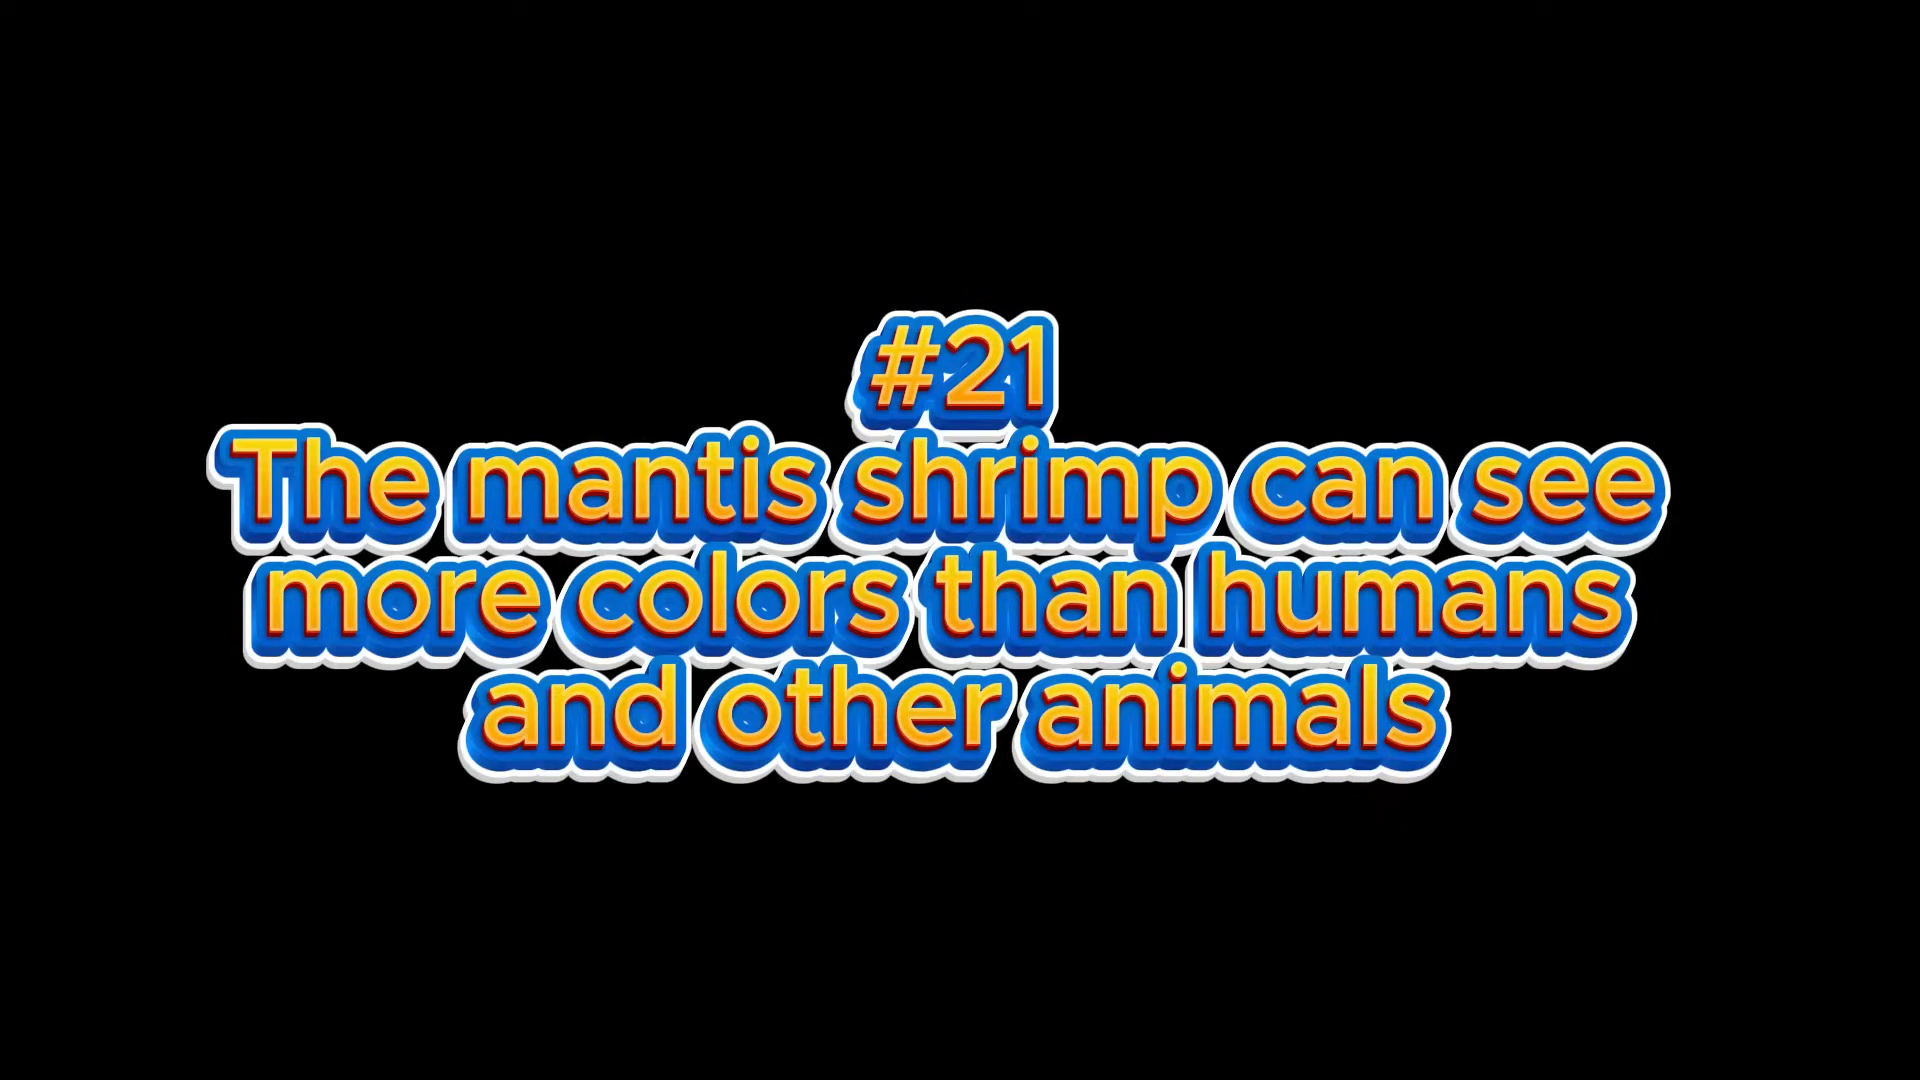 #21
The mantis shrimp can see
more colors than humans
and other animals